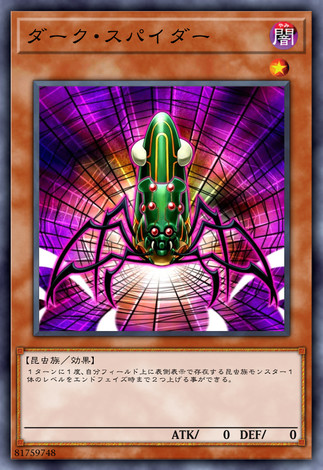 ダーク・スパイダー
やみ
闇
【昆虫族／効果】
１ターンに１度、自分フィールド上に表側表示で存在する昆虫族モンスター１
体のレベルをエンドフェイズ時まで２つ上げる事ができる。
ATK/ 0 DEF/ 0
81759748